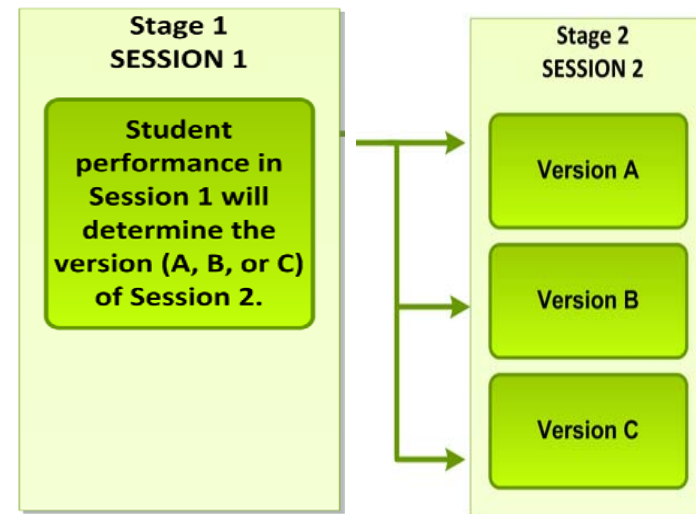 Stage 1
SESSION 1
Student
performance in
Session 1 will
determine the
version (A, B, or C)
of Session 2.
Stage 2
SESSION 2
Version A
Version B
Version C